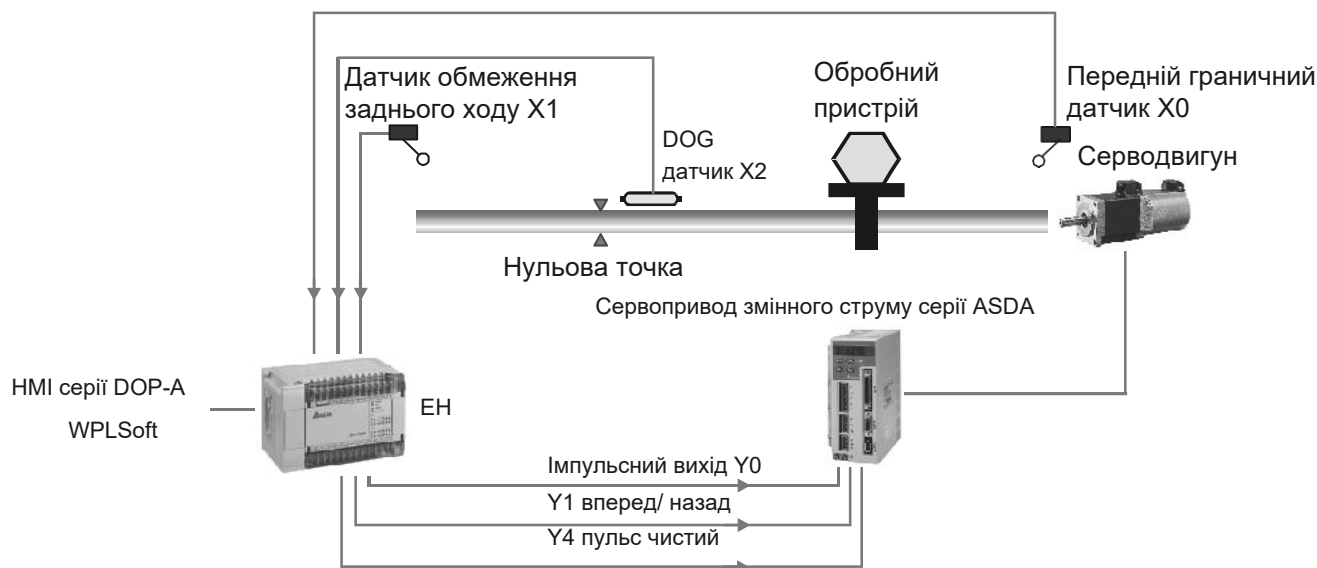 Датчик обмеження
заднього ходу X1
DOG
датчик X2
Обробний
пристрій
Передній граничний
датчик X0
Серводвигун
Нульова точка
Сервопривод змінного струму серії ASDA
HMI серії DOP-A
WPLSoft
EH
Імпульсний вихід Y0
Y1 вперед/ назад
Y4 пульс чистий